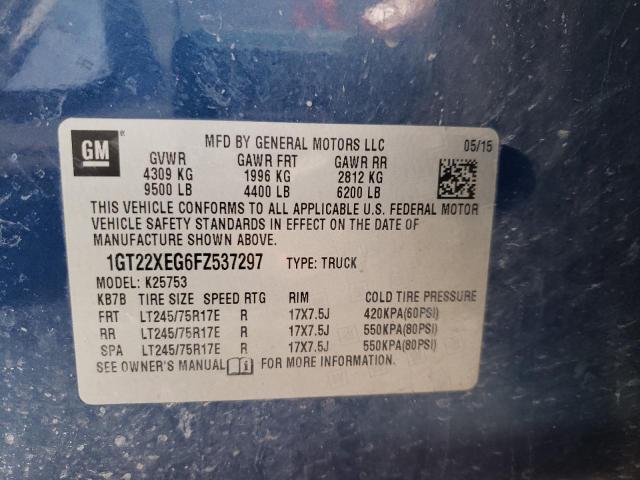 GM
MFD BY GENERAL MOTORS LLC 05/15
GVWR GAWR FRT GAWR RR
4309 KG 1996 KG 2812 KG
9500 LB 4400 LB 6200 LB
THIS VEHICLE CONFORMS TO ALL APPLICABLE U.S. FEDERAL MOTOR
VEHICLE SAFETY STANDARDS IN EFFECT ON THE DATE OF
MANUFACTURE SHOWN ABOVE.
1GT22XEG6FZ537297 TYPE: TRUCK
MODEL: K25753
KB7B TIRE SIZE SPEED RTG RIM COLD TIRE PRESSURE
FRT LT245/75R17E R 17X7.5J 420KPA(60PSI)
RR LT245/75R17E R 17X7.5J 550KPA(80PSI)
SPA LT245/75R17E R 17X7.5J 550KPA(80PSI)
SEE OWNER'S MANUAL FOR MORE INFORMATION.